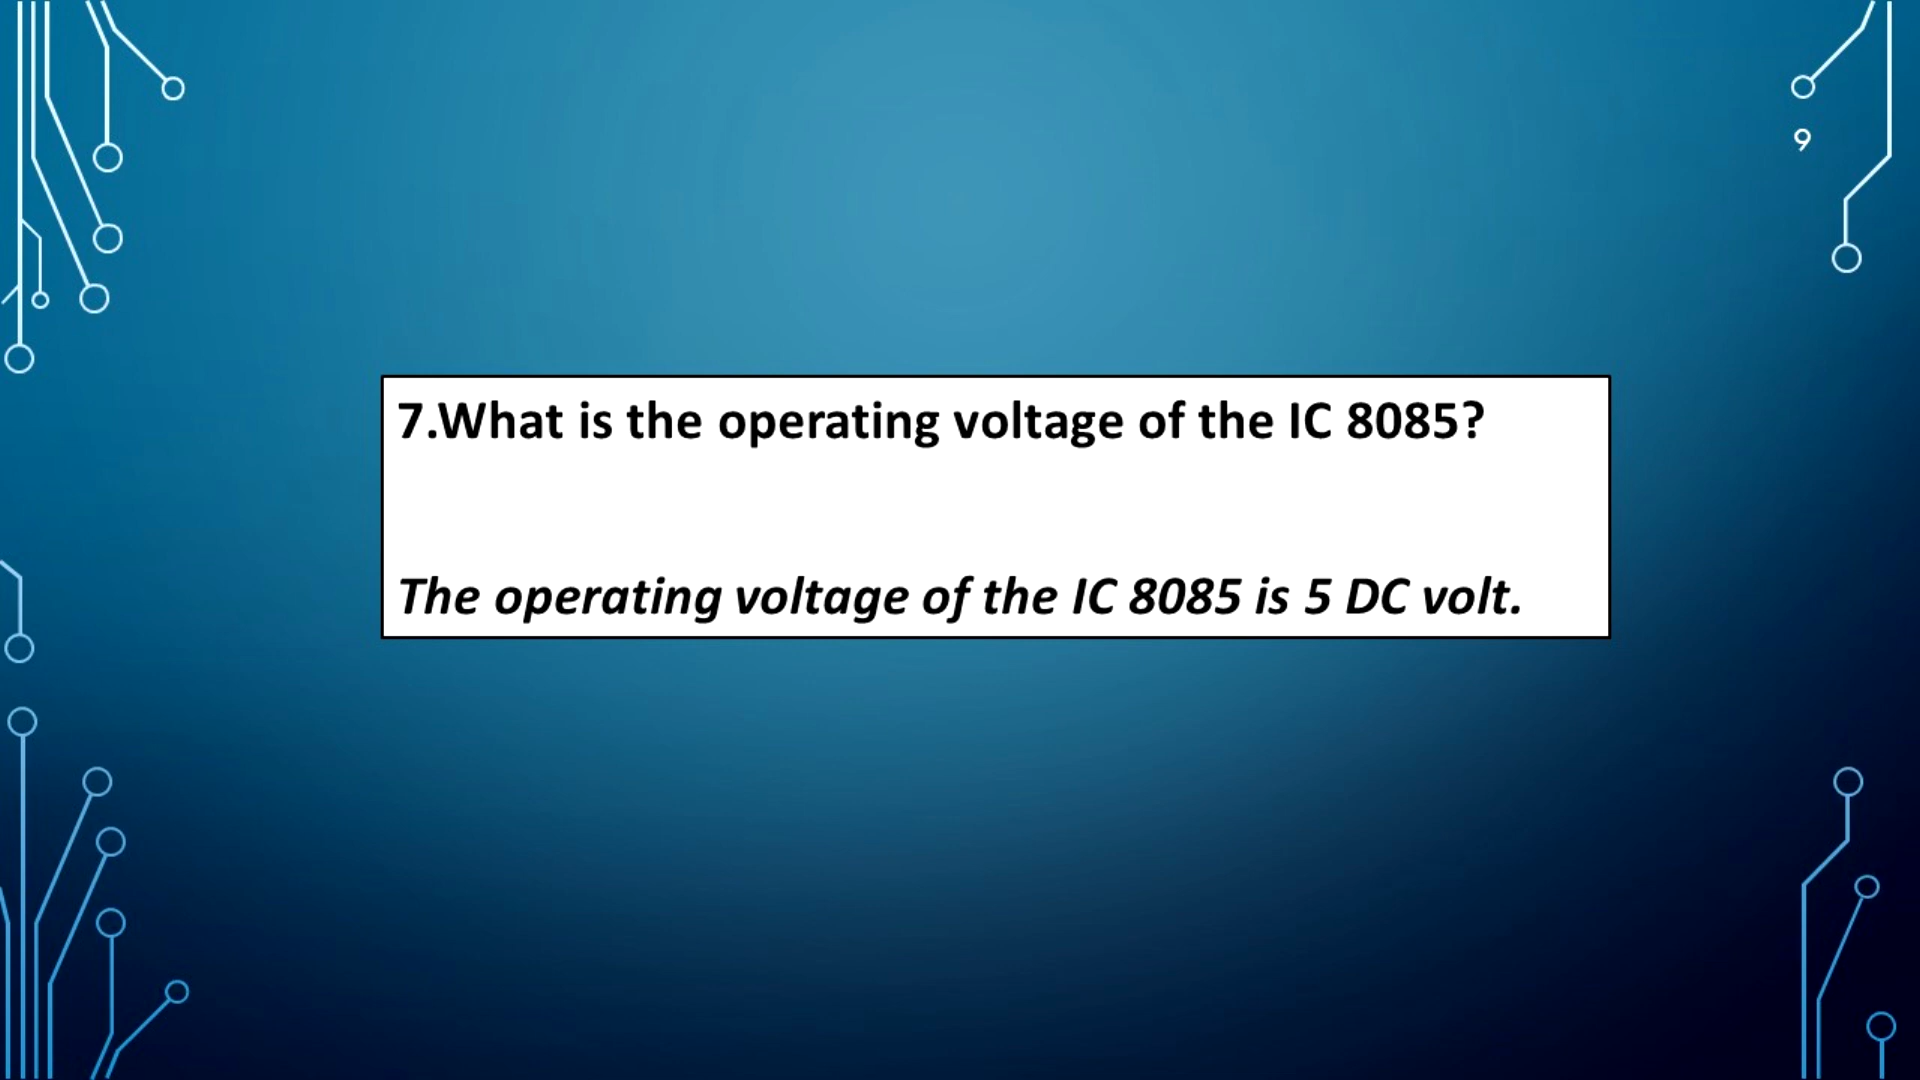 9
7.What is the operating voltage of the IC 8085?
The operating voltage of the IC 8085 is 5 DC volt.